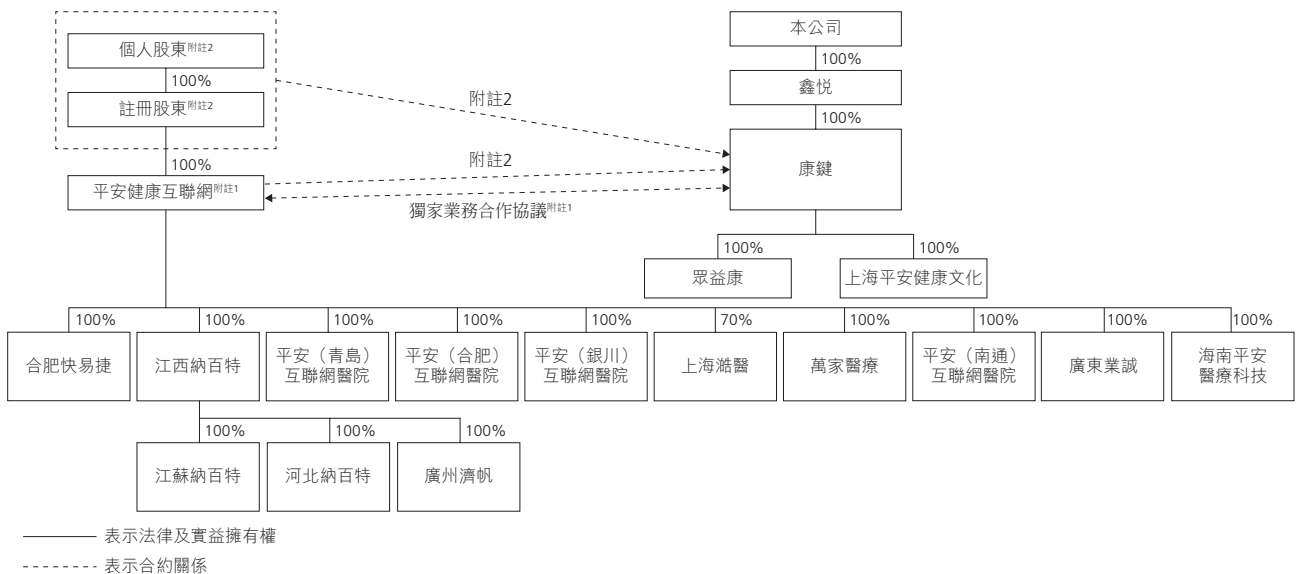 個人股東附註2
100%
註冊股東附註2
100%
平安健康互聯網附註1
附註2
附註2
獨家業務合作協議附註1
本公司
100%
鑫悦
100%
康鍵
100%
100%
眾益康
上海平安健康文化
100%
100%
100%
100%
100%
70%
100%
100%
100%
100%
合肥快易捷
江西納百特
平安（青島）
互聯網醫院
平安（合肥）
互聯網醫院
平安（銀川）
互聯網醫院
上海澔醫
萬家醫療
平安（南通）
互聯網醫院
廣東業誠
海南平安
醫療科技
100%
100%
100%
江蘇納百特
河北納百特
廣州濟帆
表示法律及實益擁有權
表示合約關係